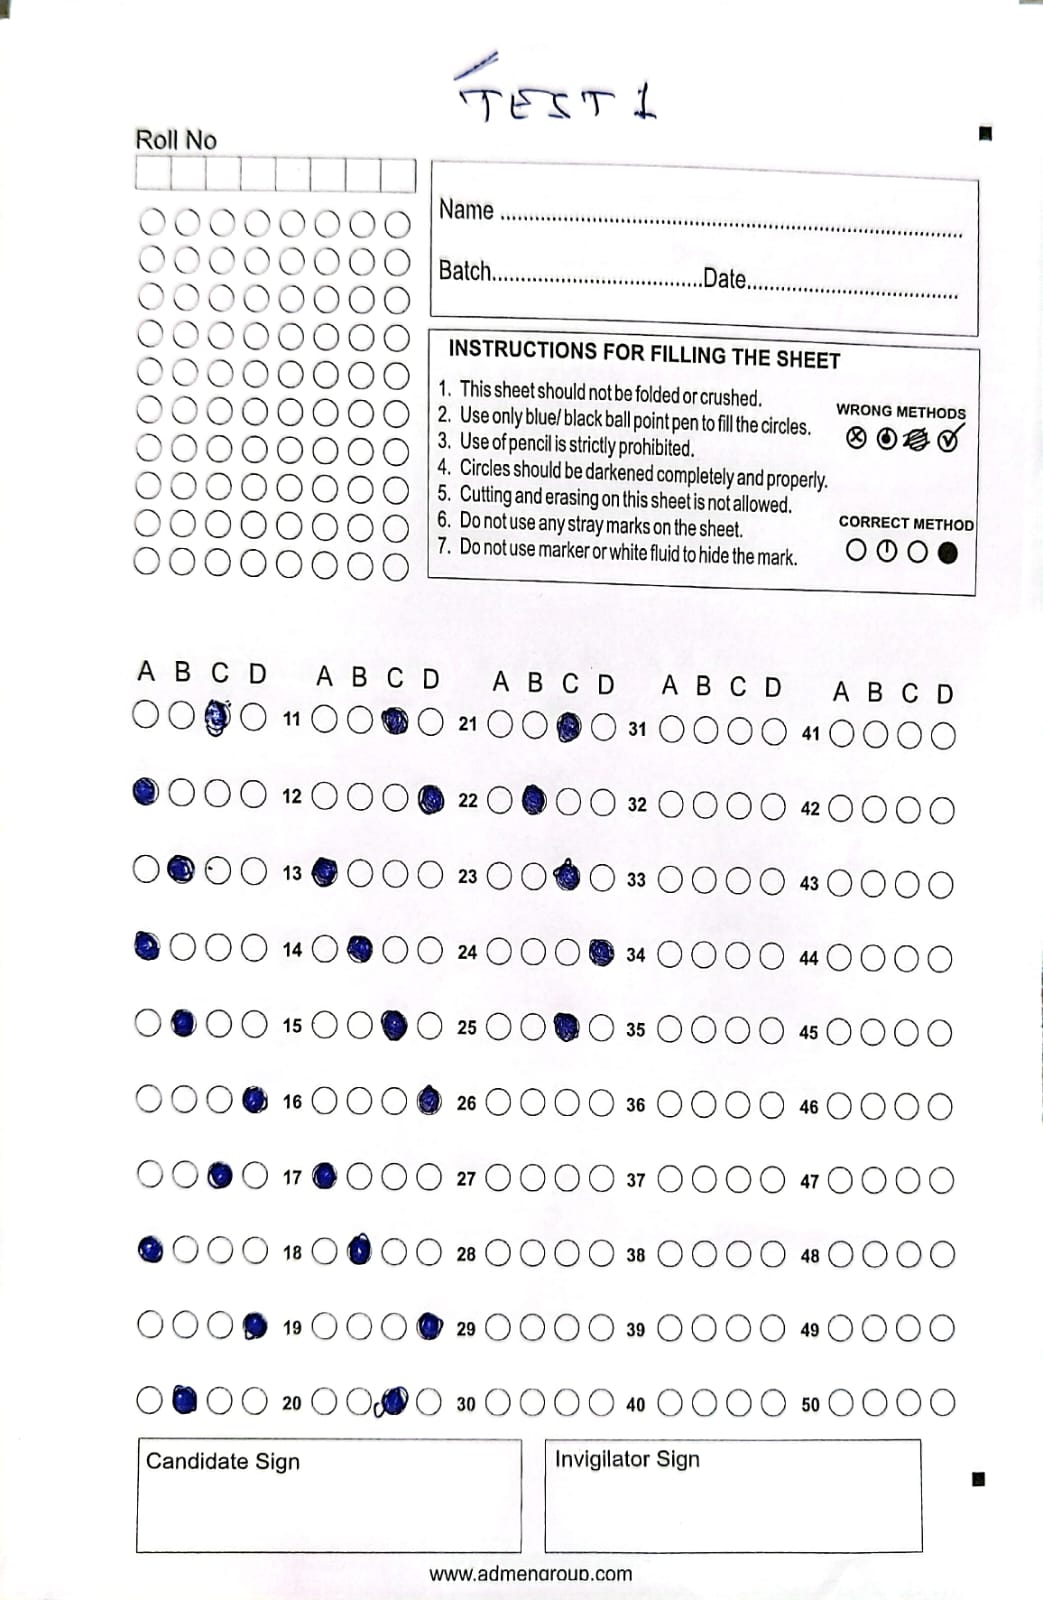 TEST 1
Roll No
Name
Batch Date
INSTRUCTIONS FOR FILLING THE SHEET
1. This sheet should not be folded or crushed.
2. Use only blue/ black ball point pen to fill the circles.
3. Use of pencil is strictly prohibited.
4. Circles should be darkened completely and properly.
5. Cutting and erasing on this sheet is not allowed.
6. Do not use any stray marks on the sheet.
7. Do not use marker or white fluid to hide the mark.
WRONG METHODS
CORRECT METHOD
A B C D A B C D A B C D A B C D A B C D
11 21 31 41
12 22 32 42
13 23 33 43
14 24 34 44
15 25 35 45
16 26 36 46
17 27 37 47
18 28 38 48
19 29 39 49
20 30 40 50
Candidate Sign
Invigilator Sign
www.admengroup.com